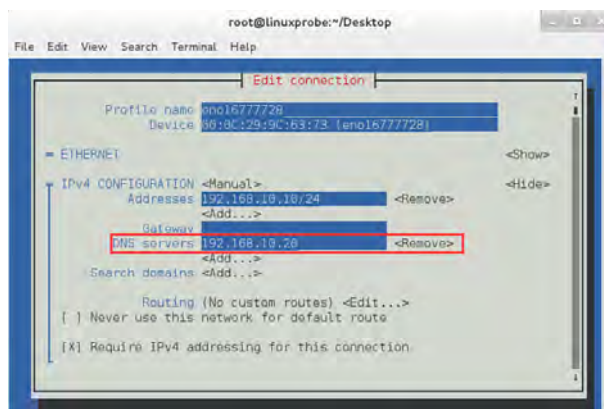 root@linuxprobe:~/Desktop
File Edit View Search Terminal Help
Edit connection
Profile name eno16777728
Device 00:0C:29:9C:63:73 (eno16777728)
= ETHERNET <Show>
= IPv4 CONFIGURATION <Manual> <Hide>
Addresses 192.168.10.10/24 <Remove>
<Add...>
Gateway
DNS servers 192.168.10.20 <Remove>
<Add...>
Search domains <Add...>
Routing (No custom routes) <Edit...>
[ ] Never use this network for default route
[X] Require IPv4 addressing for this connection